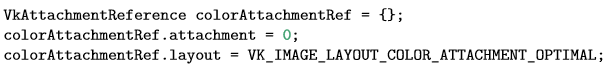 VkAttachmentReference colorAttachmentRef = {};
colorAttachmentRef.attachment = 0;
colorAttachmentRef.layout = VK_IMAGE_LAYOUT_COLOR_ATTACHMENT_OPTIMAL;